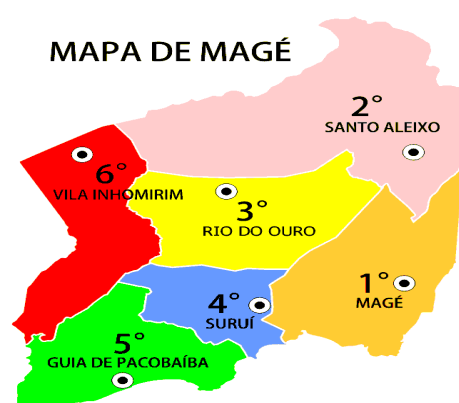 MAPA DE MAGÉ
2°
SANTO ALEIXO
6°
VILA INHOMIRIM
3°
RIO DO OURO
1°
MAGÉ
4°
SURUÍ
5°
GUIA DE PACOBAÍBA